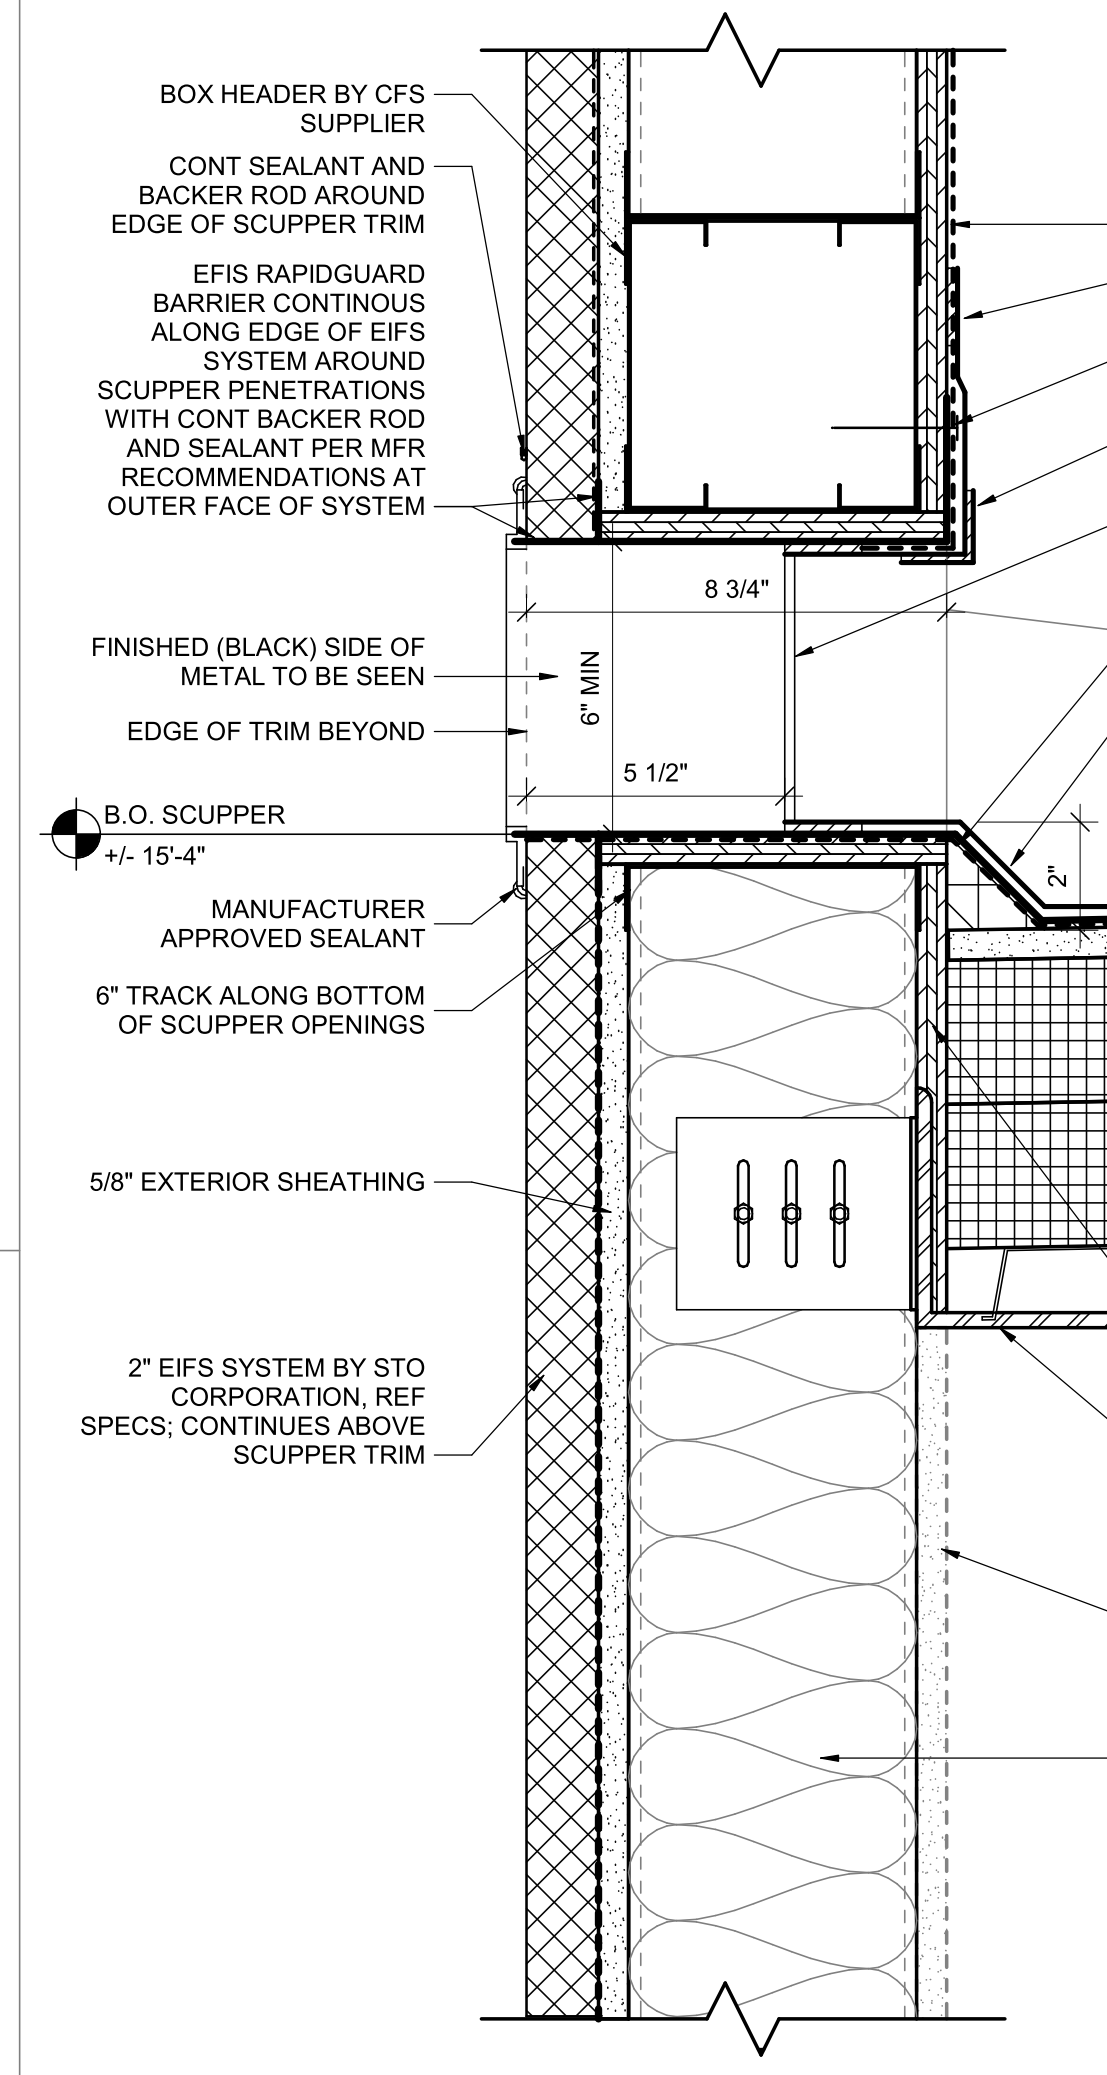 BOX HEADER BY CFS
SUPPLIER
CONT SEALANT AND
BACKER ROD AROUND
EDGE OF SCUPPER TRIM
EFIS RAPIDGUARD
BARRIER CONTINOUS
ALONG EDGE OF EIFS
SYSTEM AROUND
SCUPPER PENETRATIONS
WITH CONT BACKER ROD
AND SEALANT PER MFR
RECOMMENDATIONS AT
OUTER FACE OF SYSTEM
8 3/4"
FINISHED (BLACK) SIDE OF
METAL TO BE SEEN
6" MIN
EDGE OF TRIM BEYOND
5 1/2"
B.O. SCUPPER
+/- 15'-4"
2"
MANUFACTURER
APPROVED SEALANT
6" TRACK ALONG BOTTOM
OF SCUPPER OPENINGS
5/8" EXTERIOR SHEATHING
2" EIFS SYSTEM BY STO
CORPORATION, REF
SPECS; CONTINUES ABOVE
SCUPPER TRIM